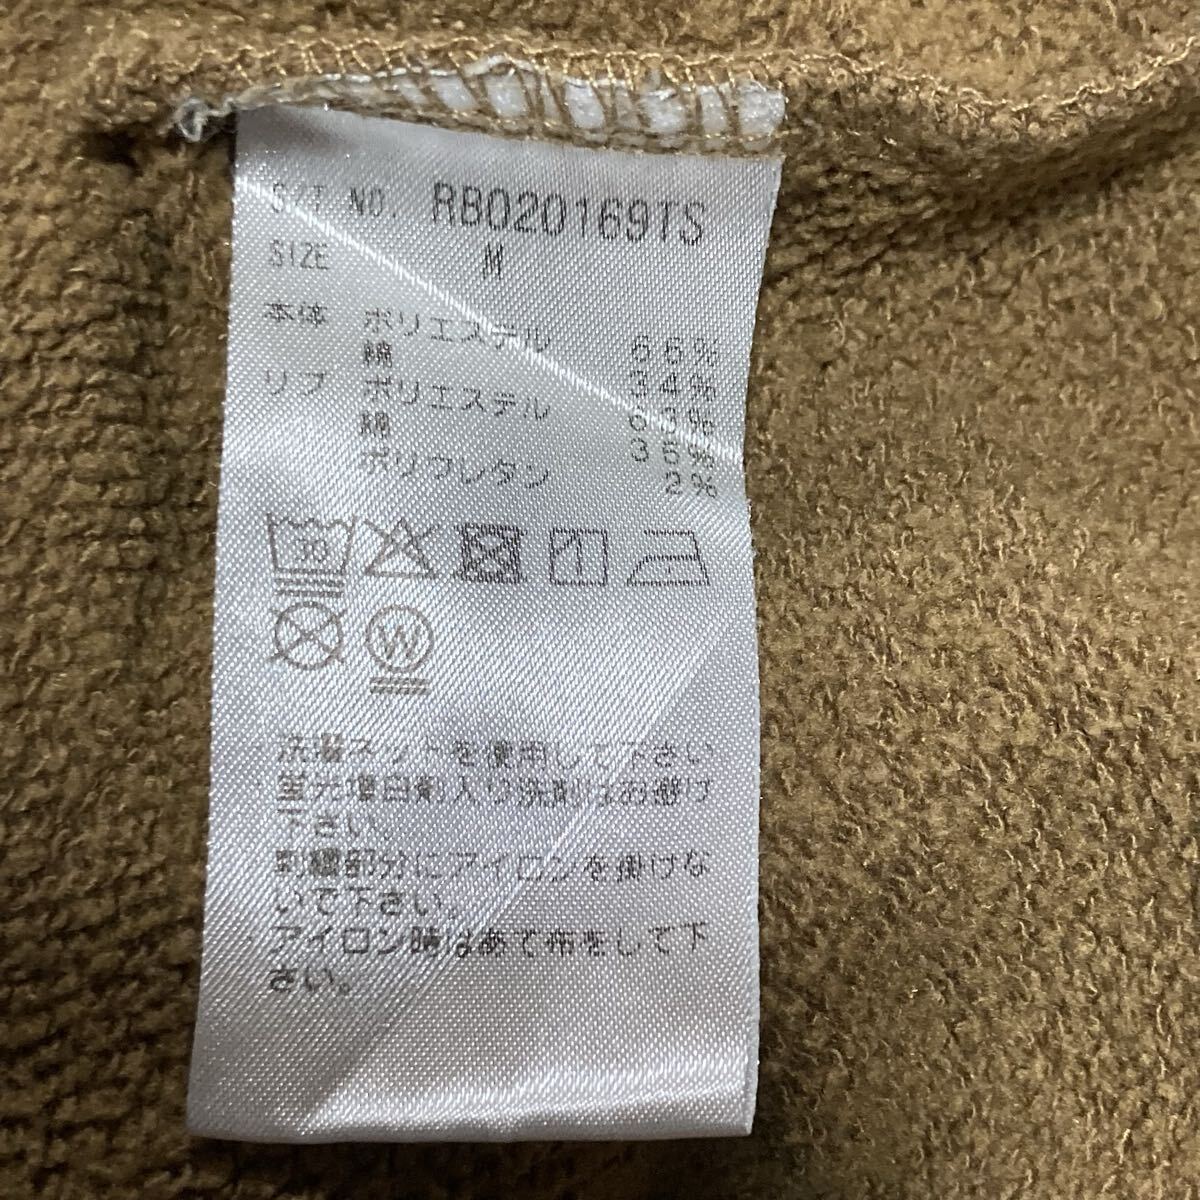 S/T NO. RB020169TS
SIZE M
本体 ポリエステル 66%
綿 34%
リブ ポリエステル 63%
綿 35%
ポリウレタン 2%
30
1
W
洗濯ネットを使用して下さい
蛍光増白剤入り洗剤はお避け
下さい。
刺繍部分にアイロンを掛けな
いで下さい。
アイロン時はあて布をして下
さい。